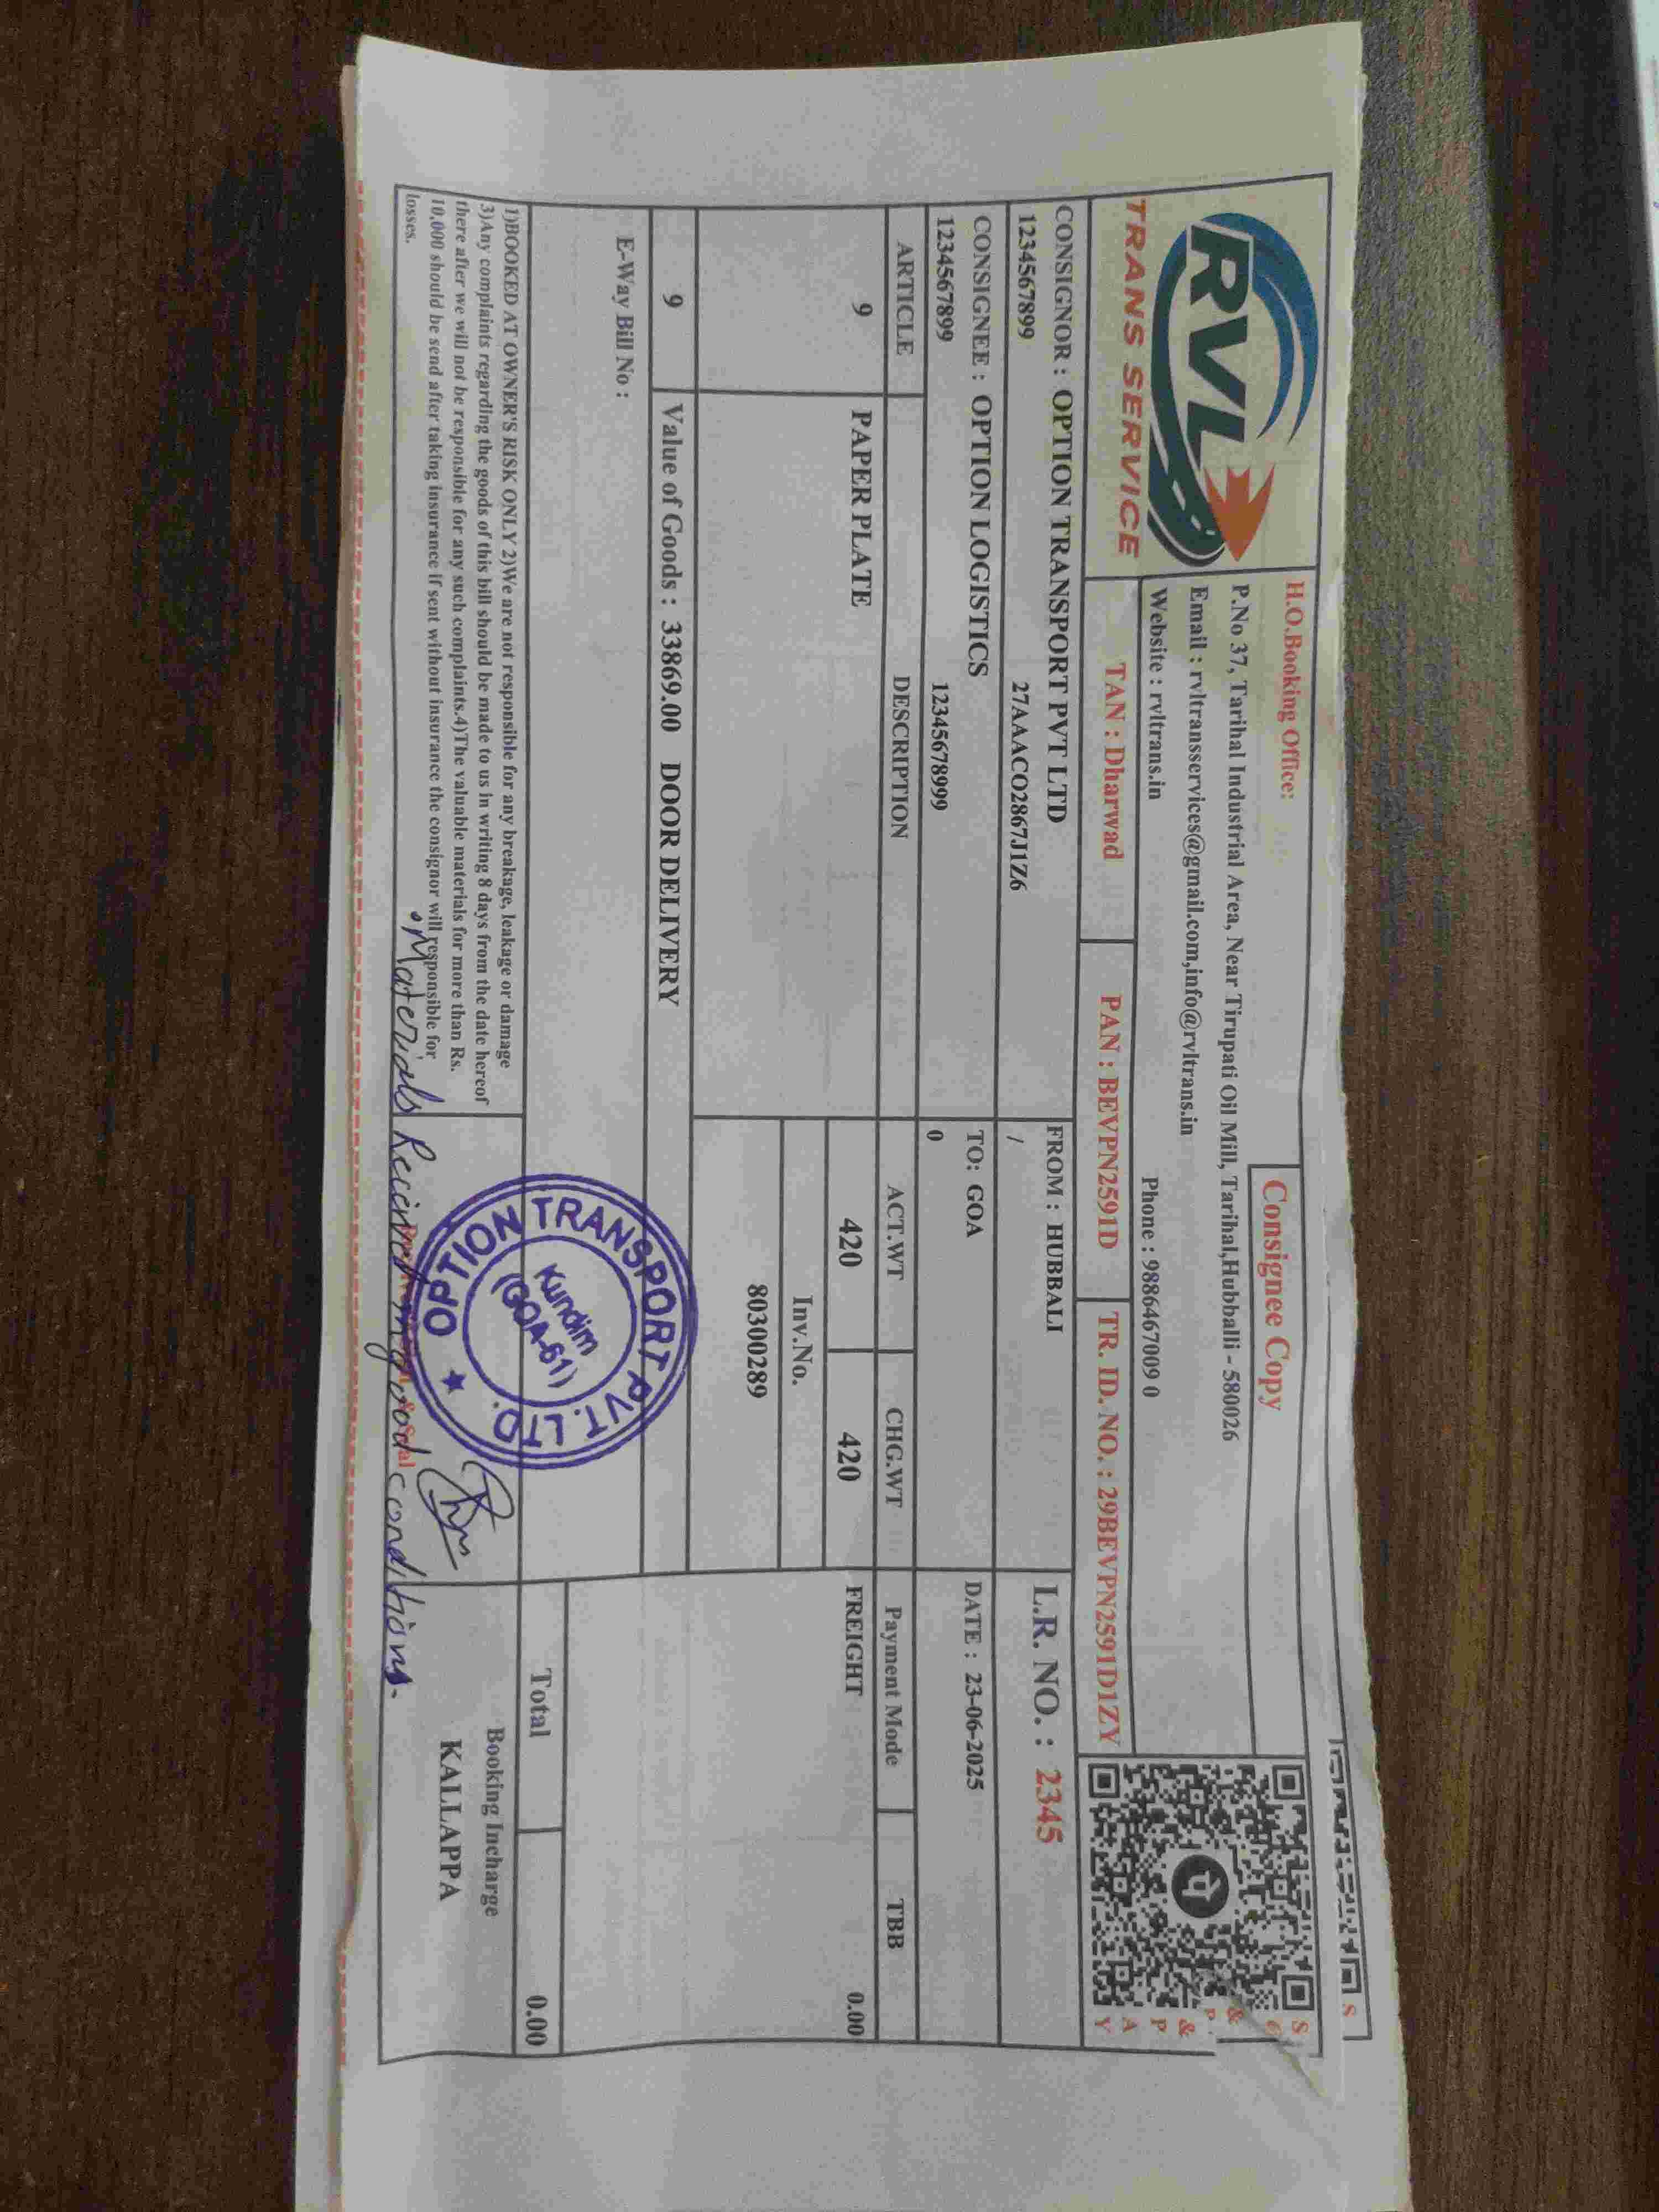 RVL
TRANS SERVICE
H.O.Booking Office:
Consignee Copy
P.No 37, Tarihal Industrial Area, Near Tirupati Oil Mill, Tarihal,Hubballi - 580026
Email : rvltransservices@gmail.com,info@rvltrans.in
Website : rvltrans.in Phone : 9886467009 0
S
S
&
P
&
P
A
Y
TAN : Dharwad PAN : BEVPN2591D TR. ID. NO. : 29BEVPN2591D1ZY
CONSIGNOR : OPTION TRANSPORT PVT LTD FROM : HUBBALI L.R. NO. : 2345
1234567899 27AAACO2867J1Z6 /
CONSIGNEE : OPTION LOGISTICS TO: GOA DATE : 23-06-2025
1234567899 12345678999 0
ARTICLE DESCRIPTION ACT.WT CHG.WT Payment Mode TBB
9 PAPER PLATE 420 420 FREIGHT 0.00
Inv.No.
80300289
9 Value of Goods : 33869.00 DOOR DELIVERY
E-Way Bill No :
Total 0.00
OPTION TRANSPORT PVT. LTD.
Kundim
(GOA-61)
1)BOOKED AT OWNER'S RISK ONLY 2)We are not responsible for any breakage, leakage or damage
3)Any complaints regarding the goods of this bill should be made to us in writing 8 days from the date hereof
there after we will not be responsible for any such complaints.4)The valuable materials for more than Rs.
10,000 should be send after taking insurance if sent without insurance the consignor will responsible for
losses.
Booking Incharge
KALLAPPA
Materials good conditions.